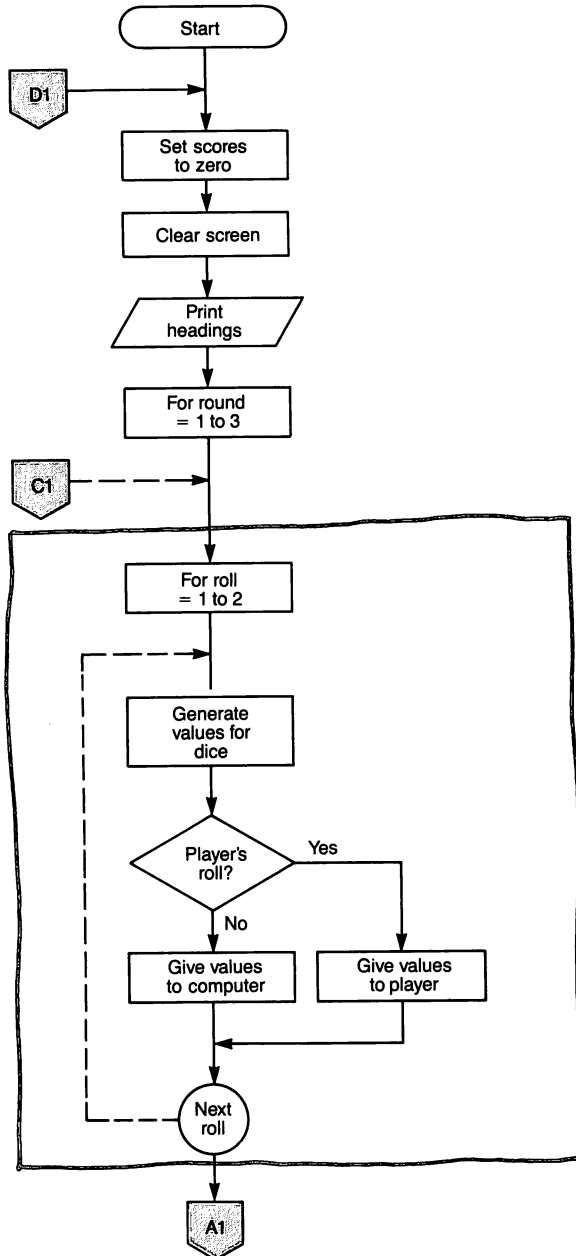 Start
D1
Set scores
to zero
Clear screen
Print
headings
For round
= 1 to 3
C1
For roll
= 1 to 2
Generate
values for
dice
Player's
roll?
Yes
No
Give values
to computer
Give values
to player
Next
roll
A1